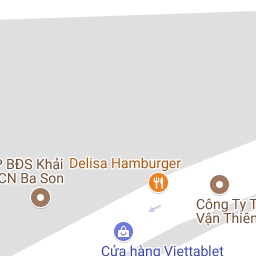 Delisa Hamburger
P BĐS Khải
CN Ba Son
Công Ty T
Vận Thiên
Cửa hàng Viettablet